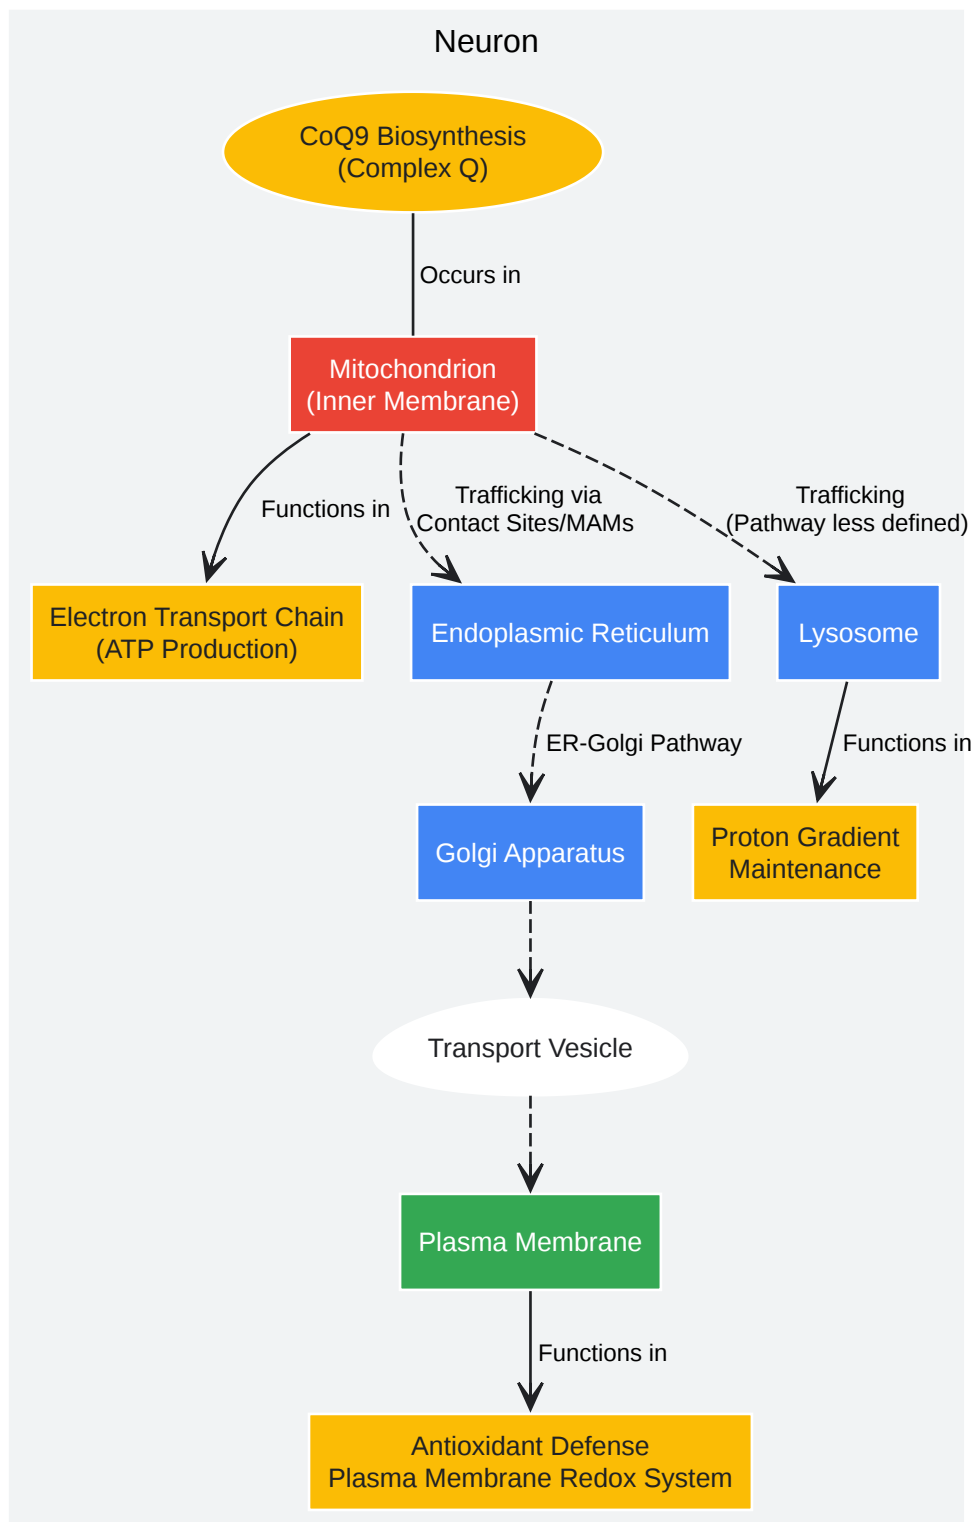 Neuron
CoQ9 Biosynthesis
(Complex Q)
Occurs in
Mitochondrion
(Inner Membrane)
Functions in
Trafficking via
Contact Sites/MAMs
Trafficking
(Pathway less defined)
Electron Transport Chain
(ATP Production)
Endoplasmic Reticulum
Lysosome
ER-Golgi Pathway
Functions in
Golgi Apparatus
Proton Gradient
Maintenance
Transport Vesicle
Plasma Membrane
Functions in
Antioxidant Defense
Plasma Membrane Redox System